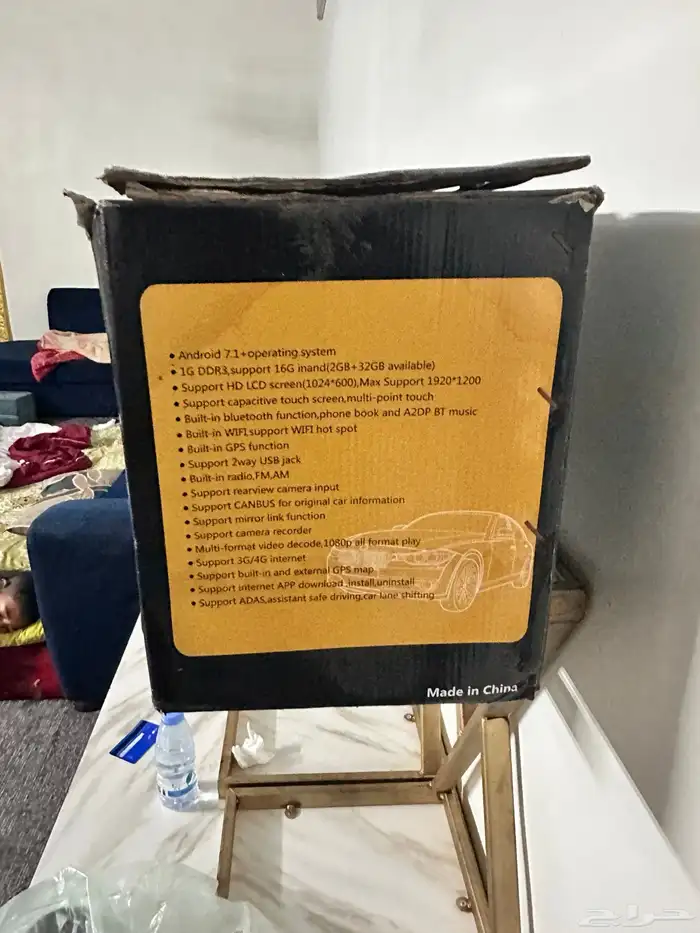 • Android 7.1+operating system
• 1G DDR3,support 16G inand(2GB+32GB available)
• Support HD LCD screen(1024*600),Max Support 1920*1200
• Support capacitive touch screen,multi-point touch
• Built-in bluetooth function,phone book and A2DP BT music
• Built-in WIFI,support WIFI hot spot
• Built-in GPS function
• Support 2way USB jack
• Built-in radio,FM,AM
• Support rearview camera input
• Support CANBUS for original car information
• Support mirror link function
• Support camera recorder
• Multi-format video decode,1080p all format play
• Support 3G/4G internet
• Support built-in and external GPS map
• Support internet APP download ,install,uninstall
• Support ADAS,assistant safe driving,car lane shifting
Made in China
حراج